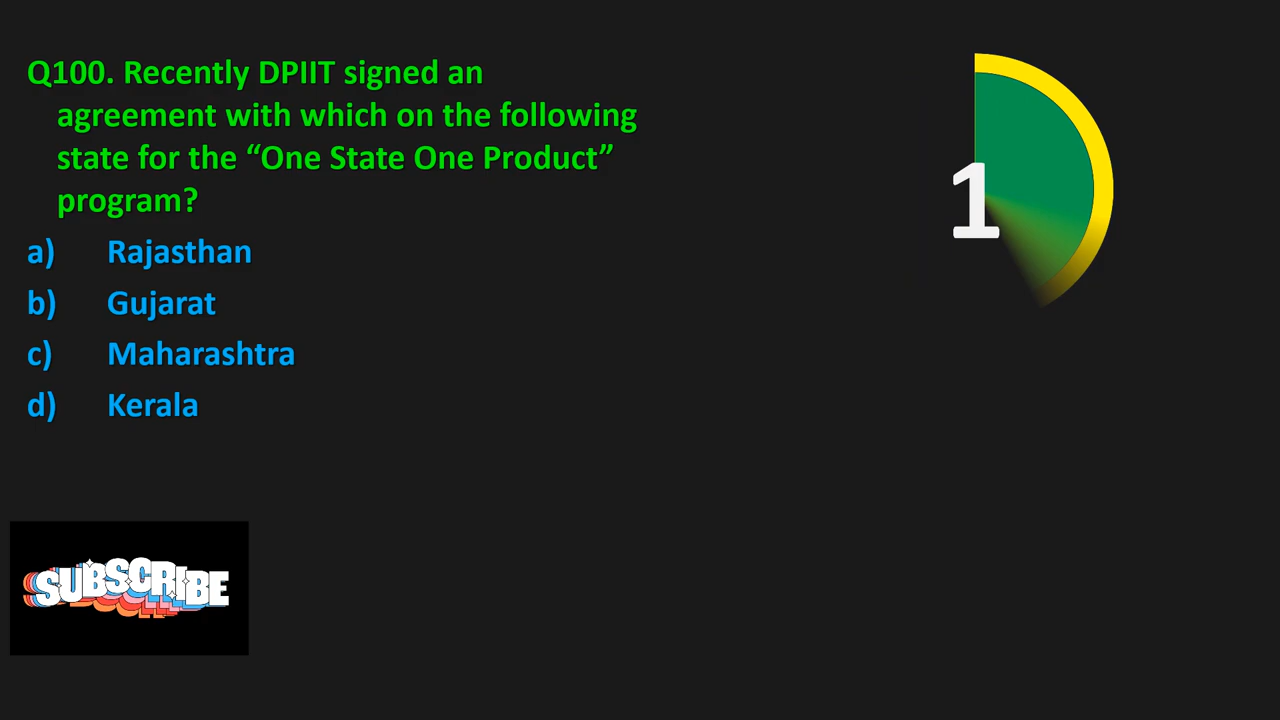 Q100. Recently DPIIT signed an
agreement with which on the following
state for the “One State One Product”
program?
a) Rajasthan
b) Gujarat
c) Maharashtra
d) Kerala
1
SUBSCRIBE